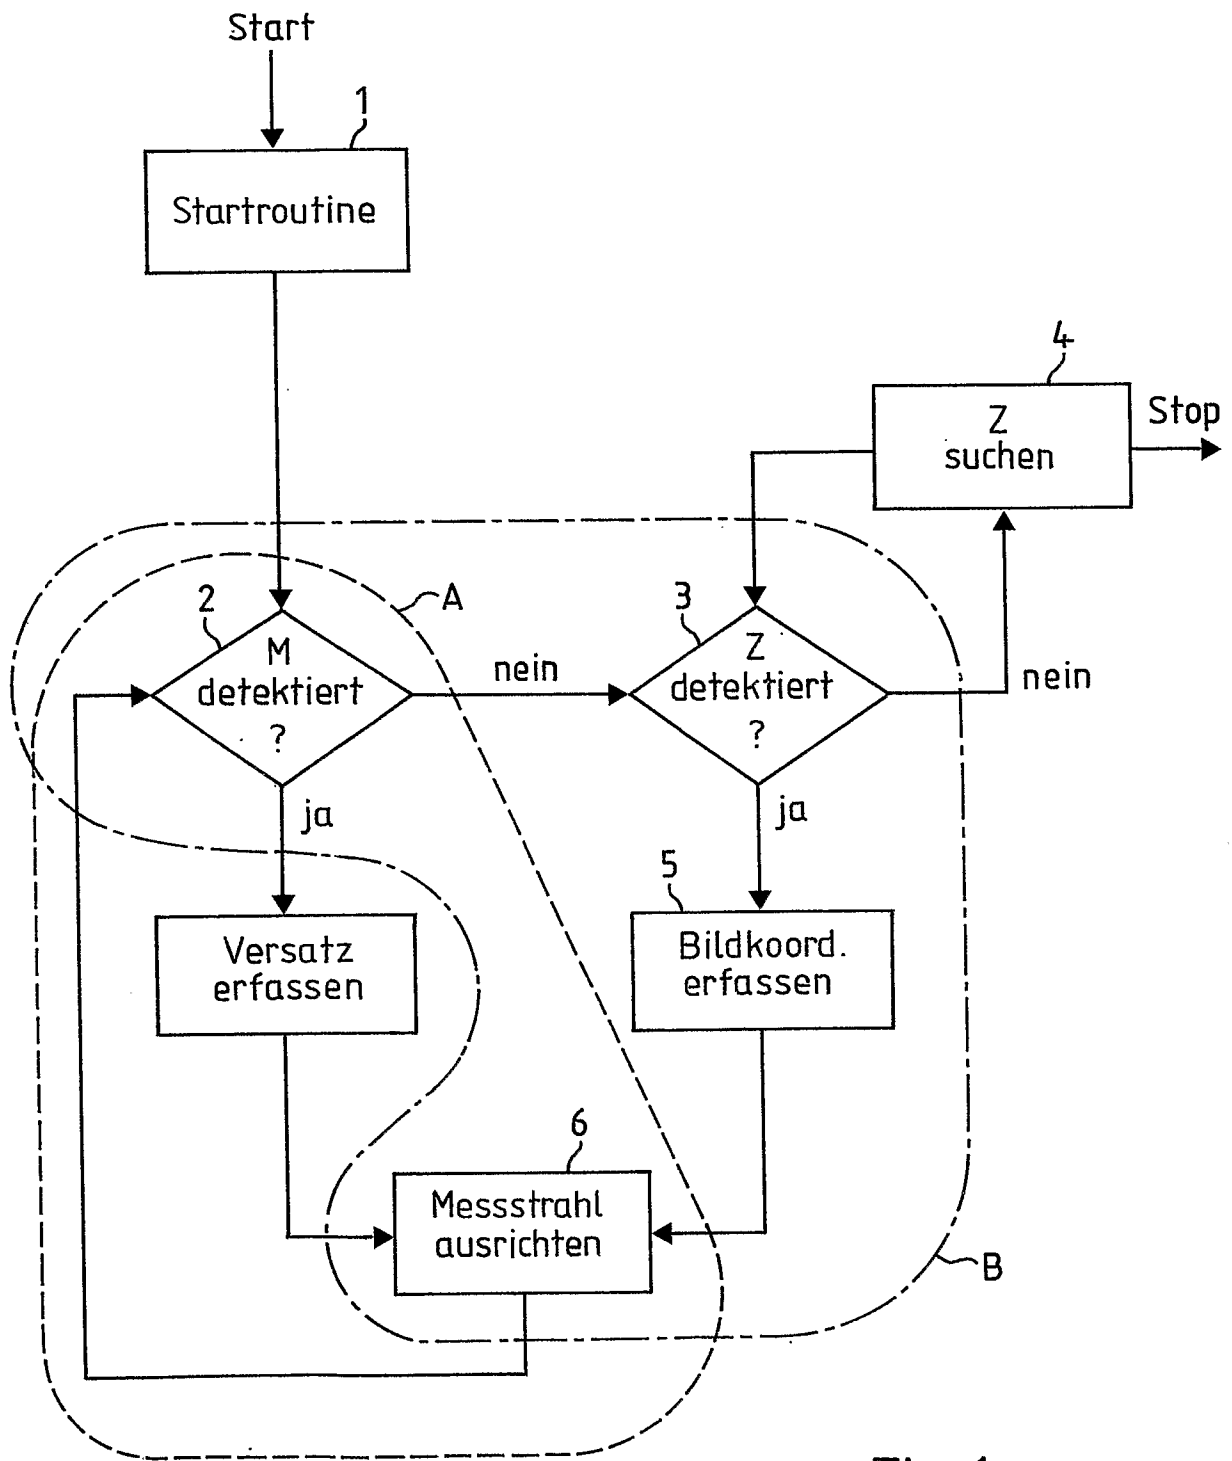 Start
1
Startroutine
4
Z
suchen
Stop
2
A
M
detektiert
?
nein
3
Z
detektiert
?
nein
ja
ja
Versatz
erfassen
5
Bildkoord.
erfassen
6
Messstrahl
ausrichten
B